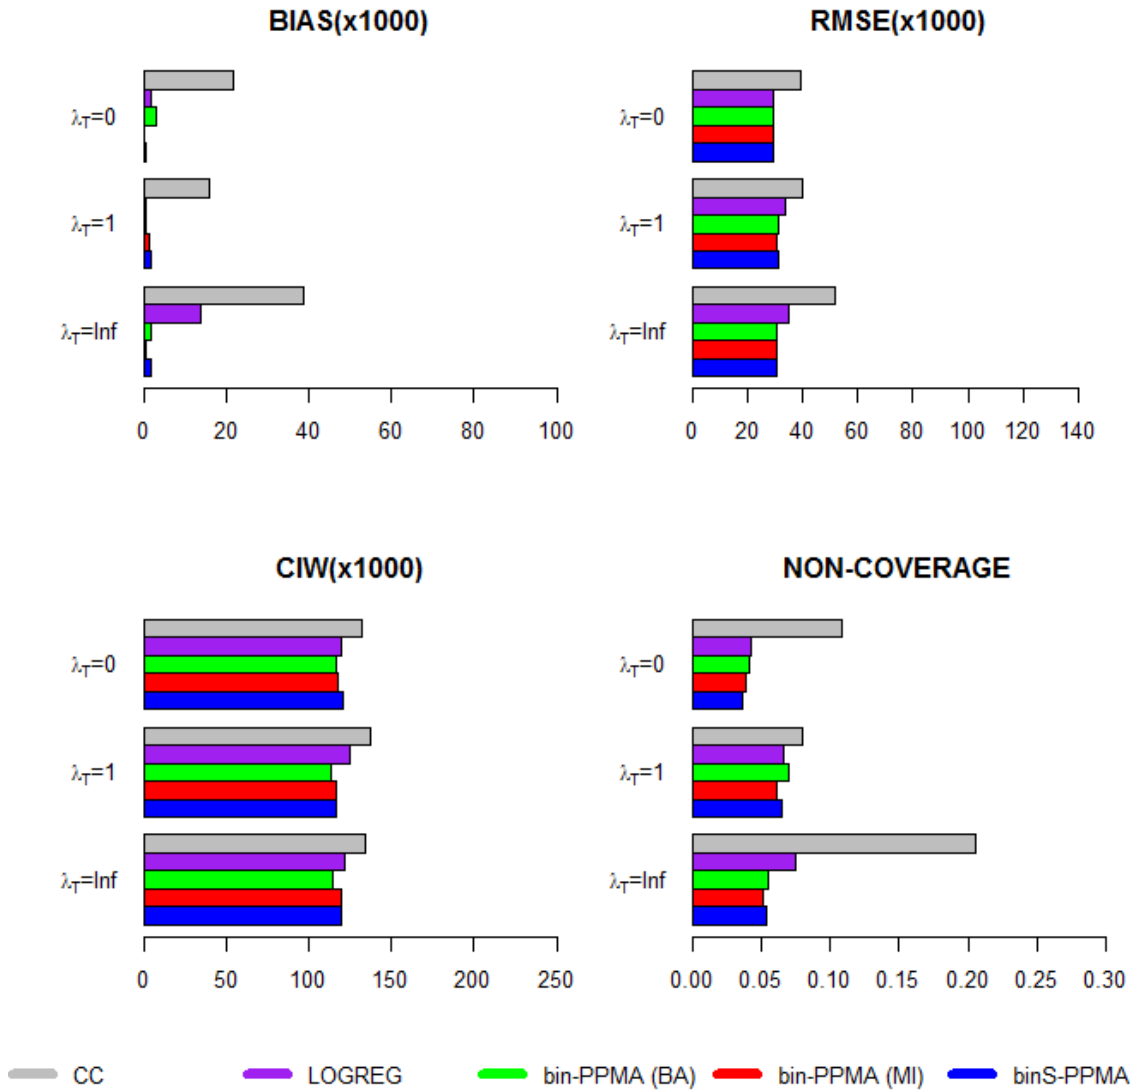 BIAS(x1000)
λT=0
λT=1
λT=Inf
0 20 40 60 80 100
RMSE(x1000)
λT=0
λT=1
λT=Inf
0 20 40 60 80 100 120 140
CIW(x1000)
λT=0
λT=1
λT=Inf
0 50 100 150 200 250
NON-COVERAGE
λT=0
λT=1
λT=Inf
0.00 0.05 0.10 0.15 0.20 0.25 0.30
CC LOGREG bin-PPMA (BA) bin-PPMA (MI) binS-PPMA